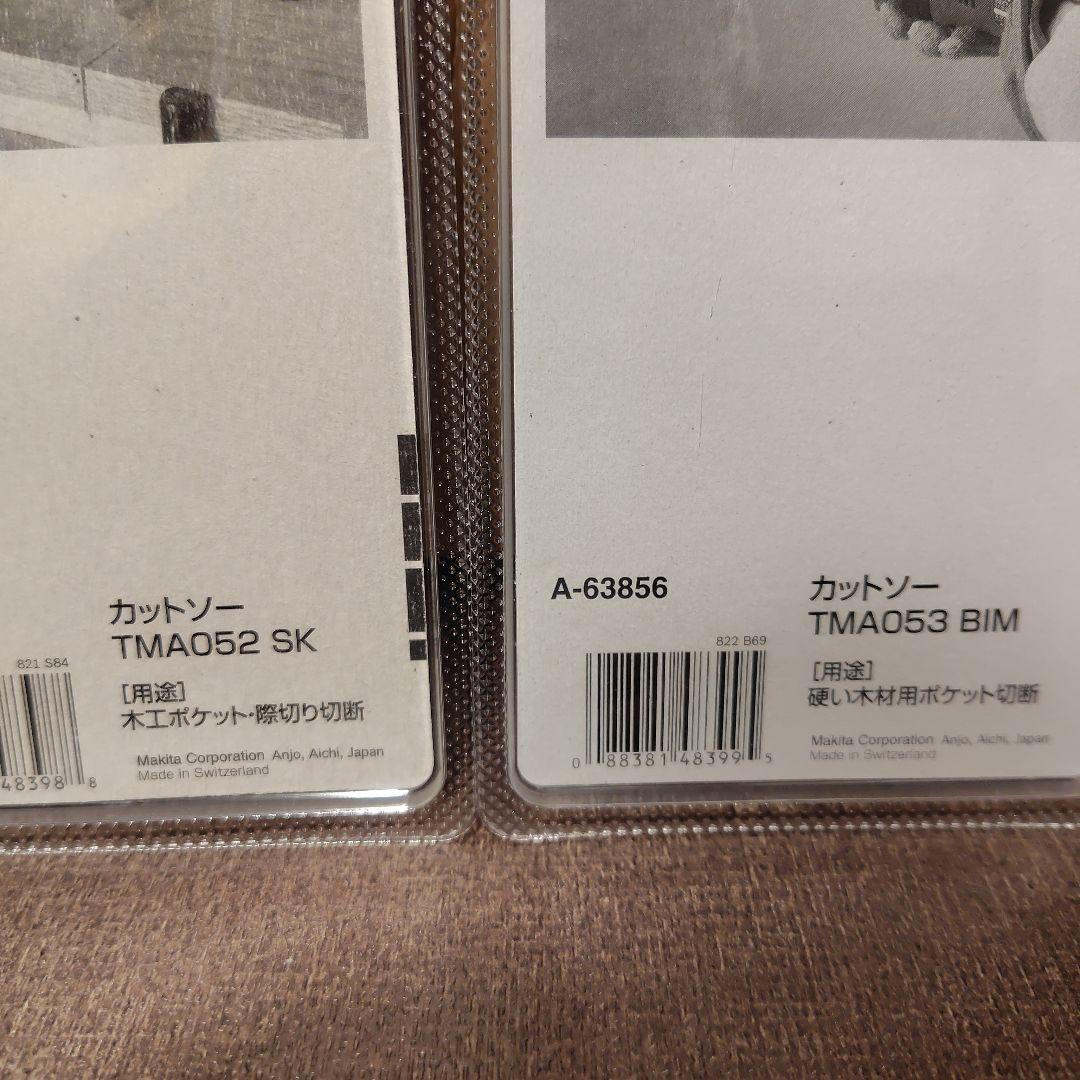 カットソー
TMA052 SK
821 S84
[用途]
木工ポケット・際切り切断
Makita Corporation Anjo, Aichi, Japan
Made in Switzerland
48398 8
A-63856
カットソー
TMA053 BIM
822 B69
[用途]
硬い木材用ポケット切断
Makita Corporation Anjo, Aichi, Japan
Made in Switzerland
0 88381 48399 5